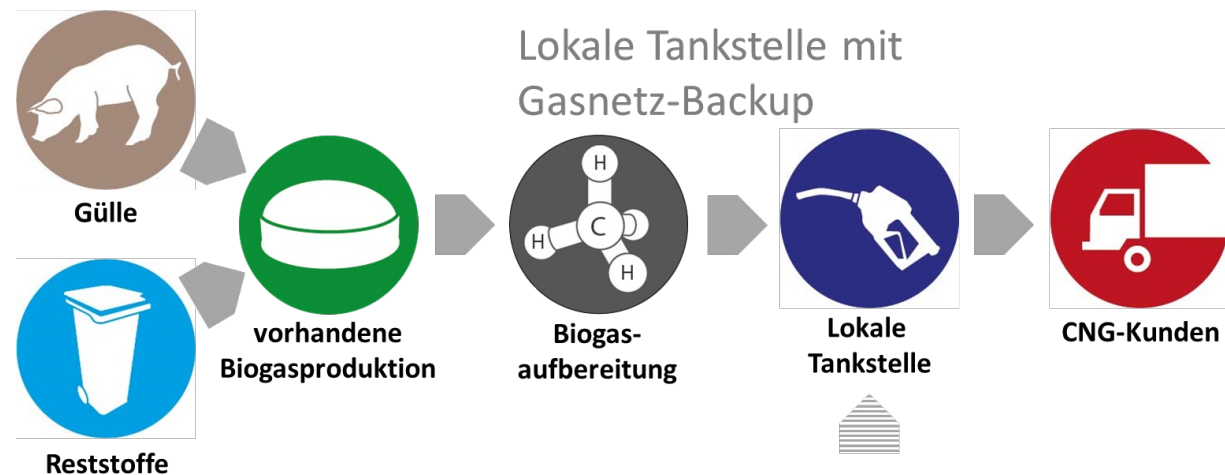 Lokale Tankstelle mit
Gasnetz-Backup
Gülle
vorhandene
Biogasproduktion
H
C
H
H
Biogas-
aufbereitung
Lokale
Tankstelle
CNG-Kunden
Reststoffe